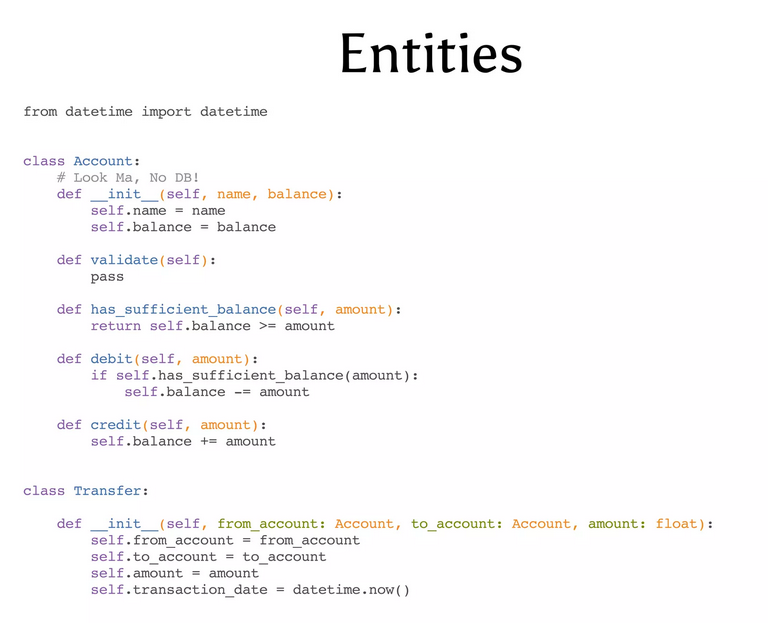 Entities
from datetime import datetime
class Account:
    # Look Ma, No DB!
    def __init__(self, name, balance):
        self.name = name
        self.balance = balance
    def validate(self):
        pass
    def has_sufficient_balance(self, amount):
        return self.balance >= amount
    def debit(self, amount):
        if self.has_sufficient_balance(amount):
            self.balance -= amount
    def credit(self, amount):
        self.balance += amount
class Transfer:
    def __init__(self, from_account: Account, to_account: Account, amount: float):
        self.from_account = from_account
        self.to_account = to_account
        self.amount = amount
        self.transaction_date = datetime.now()